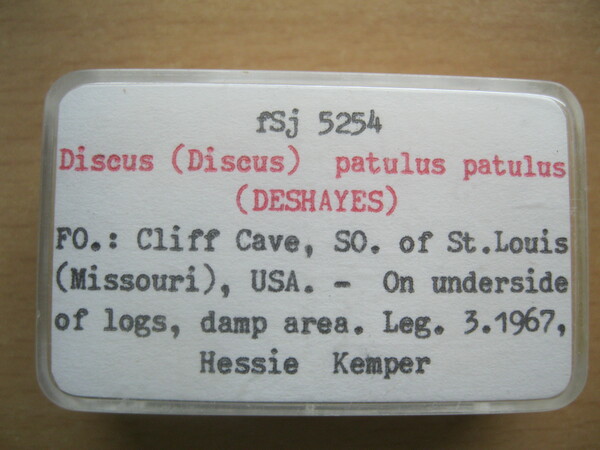 fSj 5254
Discus (Discus) patulus patulus
(DESHAYES)
FO.: Cliff Cave, SO. of St.Louis
(Missouri), USA. - On underside
of logs, damp area. Leg. 3.1967,
Hessie Kemper